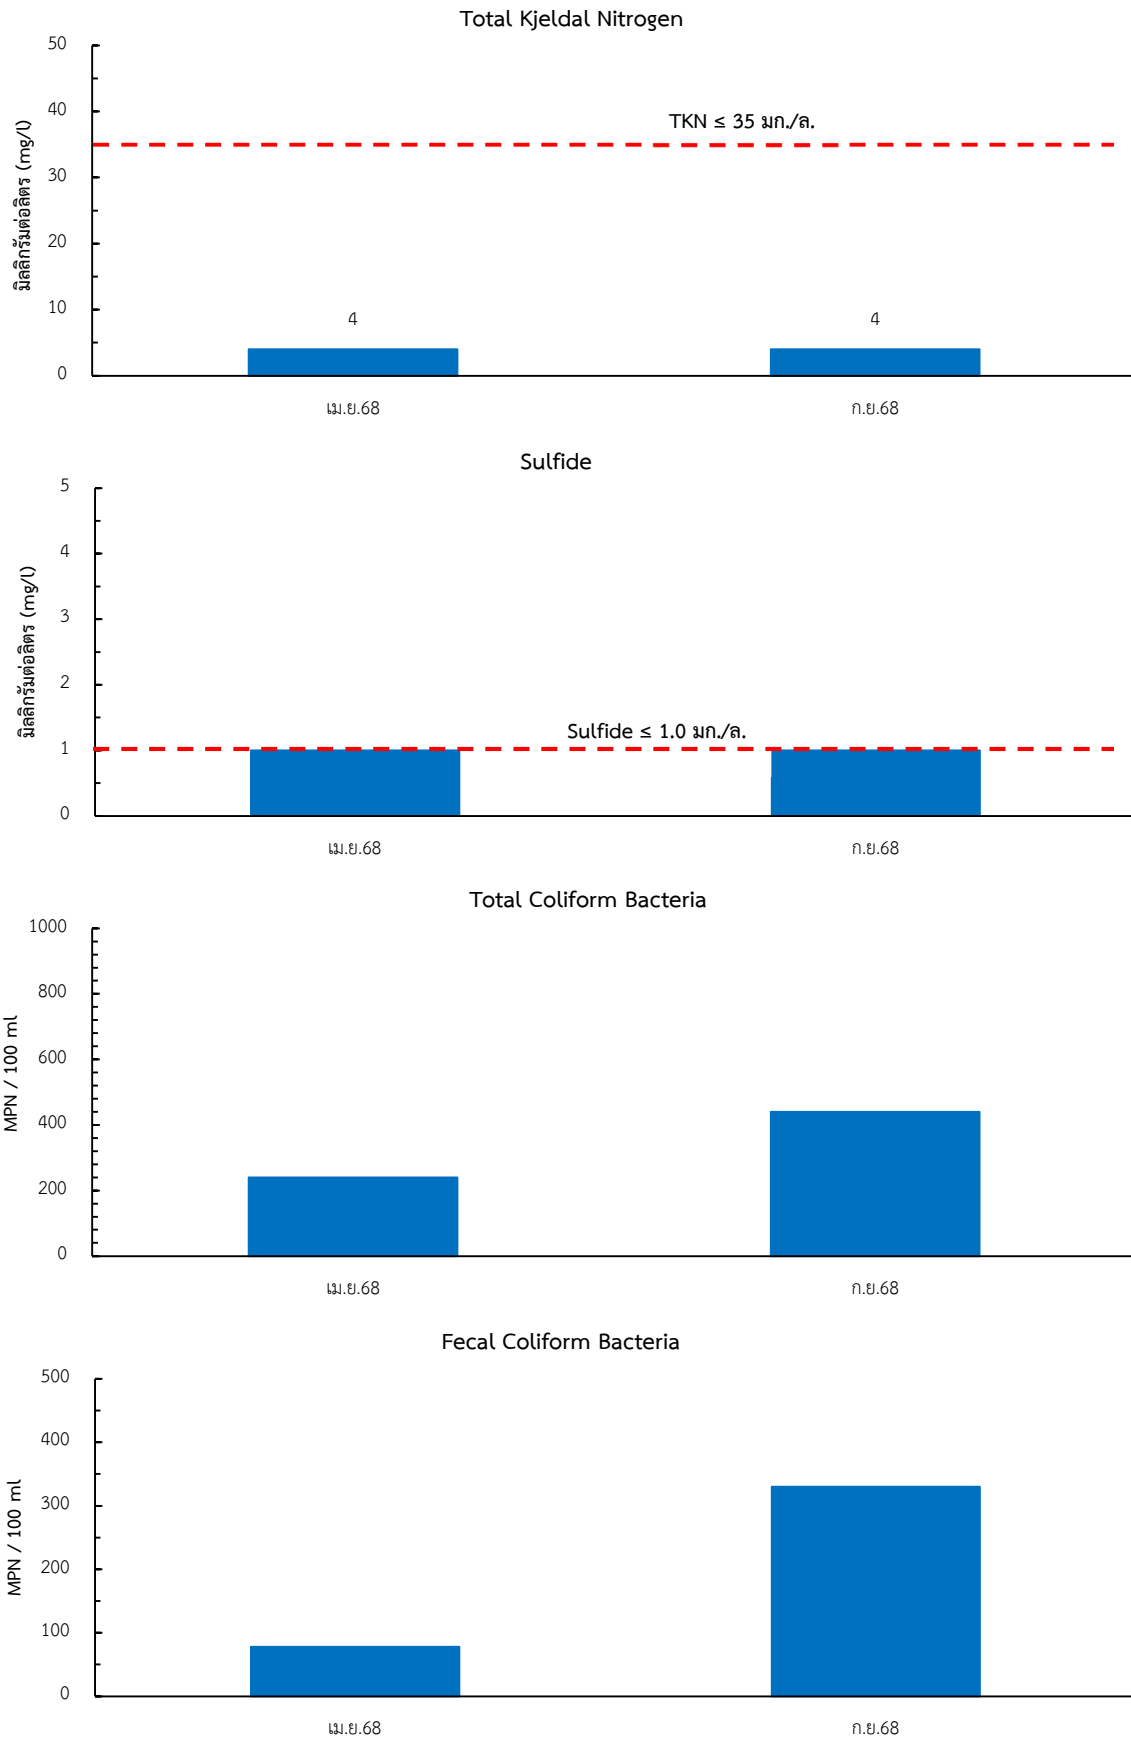 Total Kjeldal Nitrogen
มิลลิกรัมต่อลิตร (mg/l)
50
40
30
20
10
0
TKN ≤ 35 มก./ล.
4
4
เม.ย.68
ก.ย.68
Sulfide
มิลลิกรัมต่อลิตร (mg/l)
5
4
3
2
1
0
Sulfide ≤ 1.0 มก./ล.
เม.ย.68
ก.ย.68
Total Coliform Bacteria
MPN / 100 ml
1000
800
600
400
200
0
เม.ย.68
ก.ย.68
Fecal Coliform Bacteria
MPN / 100 ml
500
400
300
200
100
0
เม.ย.68
ก.ย.68